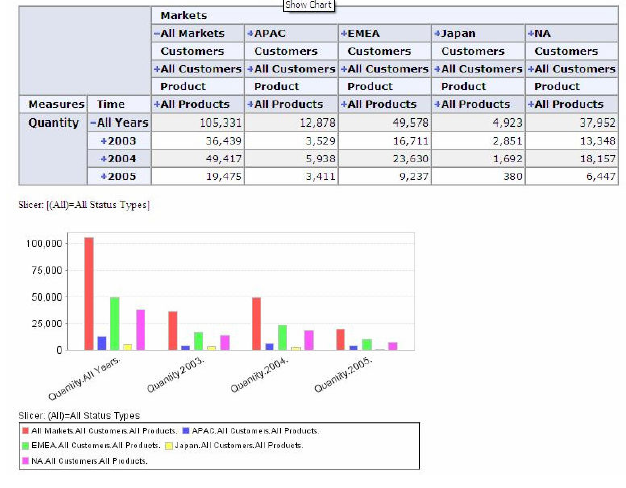 Show Chart
Markets
-All Markets +APAC +EMEA +Japan +NA
Customers Customers Customers Customers Customers
+All Customers +All Customers +All Customers +All Customers +All Customers
Product Product Product Product Product
Measures Time +All Products +All Products +All Products +All Products +All Products
Quantity -All Years 105,331 12,878 49,578 4,923 37,952
+2003 36,439 3,529 16,711 2,851 13,348
+2004 49,417 5,938 23,630 1,692 18,157
+2005 19,475 3,411 9,237 380 6,447
Slicer: [(All)=All Status Types]
100,000
75,000
50,000
25,000
0
Quantity.All Years. Quantity.2003. Quantity.2004. Quantity.2005.
Slicer: (All)=All Status Types
All Markets.All Customers.All Products. APAC.All Customers.All Products.
EMEA.All Customers.All Products. Japan.All Customers.All Products.
NA.All Customers.All Products.